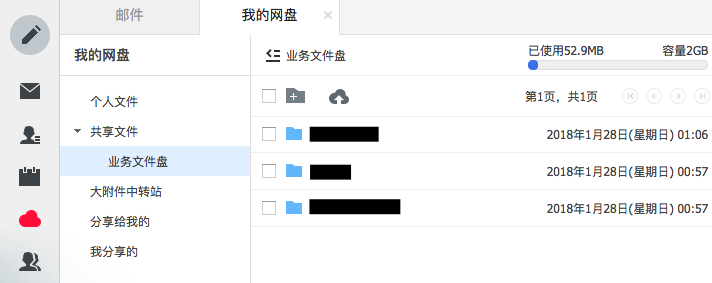 邮件
我的网盘
我的网盘
个人文件
共享文件
业务文件盘
大附件中转站
分享给我的
我分享的
业务文件盘
已使用52.9MB 容量2GB
第1页，共1页
2018年1月28日(星期日) 01:06
2018年1月28日(星期日) 00:57
2018年1月28日(星期日) 00:57